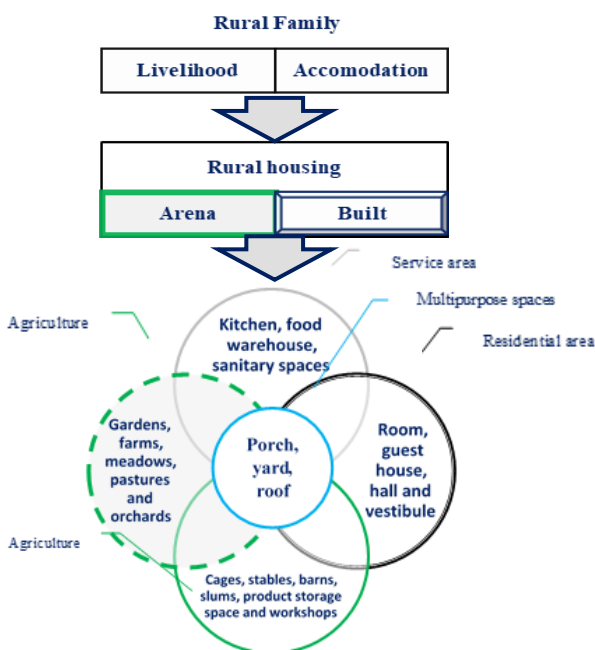 Rural Family
Livelihood
Accomodation
Rural housing
Arena
Built
Service area
Multipurpose spaces
Agriculture
Residential area
Kitchen, food
warehouse,
sanitary spaces
Gardens,
farms,
meadows,
pastures
and
orchards
Porch,
yard,
roof
Room,
guest
house,
hall and
vestibule
Agriculture
Cages, stables, barns,
slums, product storage
space and workshops